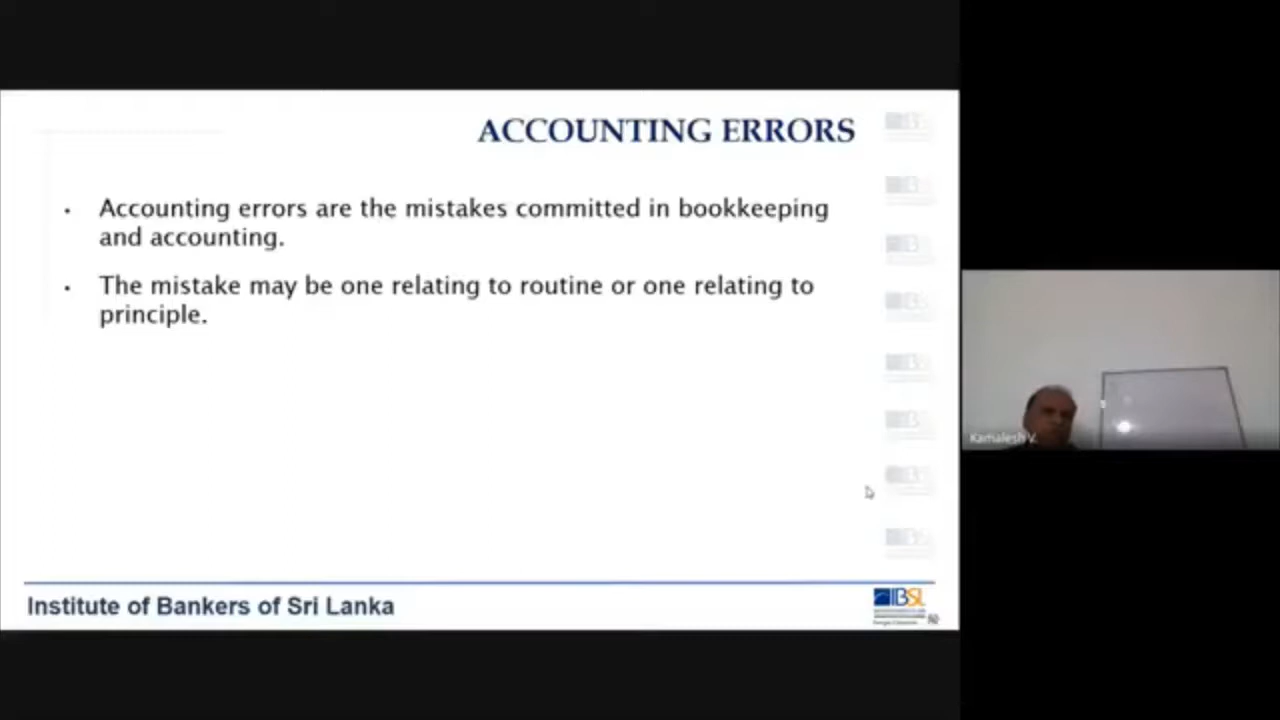 ACCOUNTING ERRORS
• Accounting errors are the mistakes committed in bookkeeping
and accounting.
• The mistake may be one relating to routine or one relating to
principle.
Institute of Bankers of Sri Lanka
IBSL
Kamalesh V.